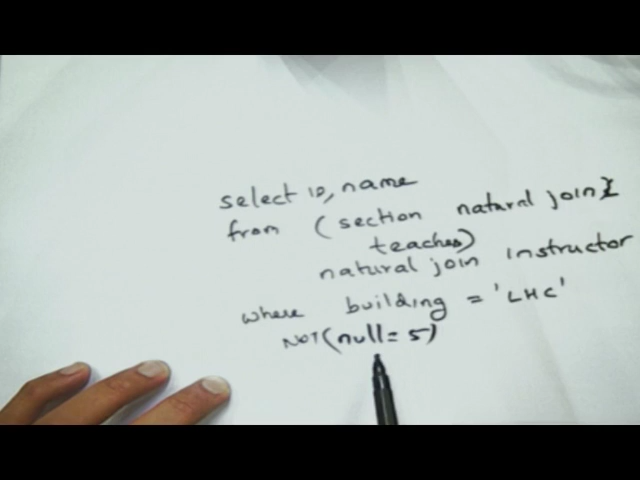 select ID, name
from (section natural join
teaches)
natural join instructor
where building = 'LHC'
NOT(null = 5)